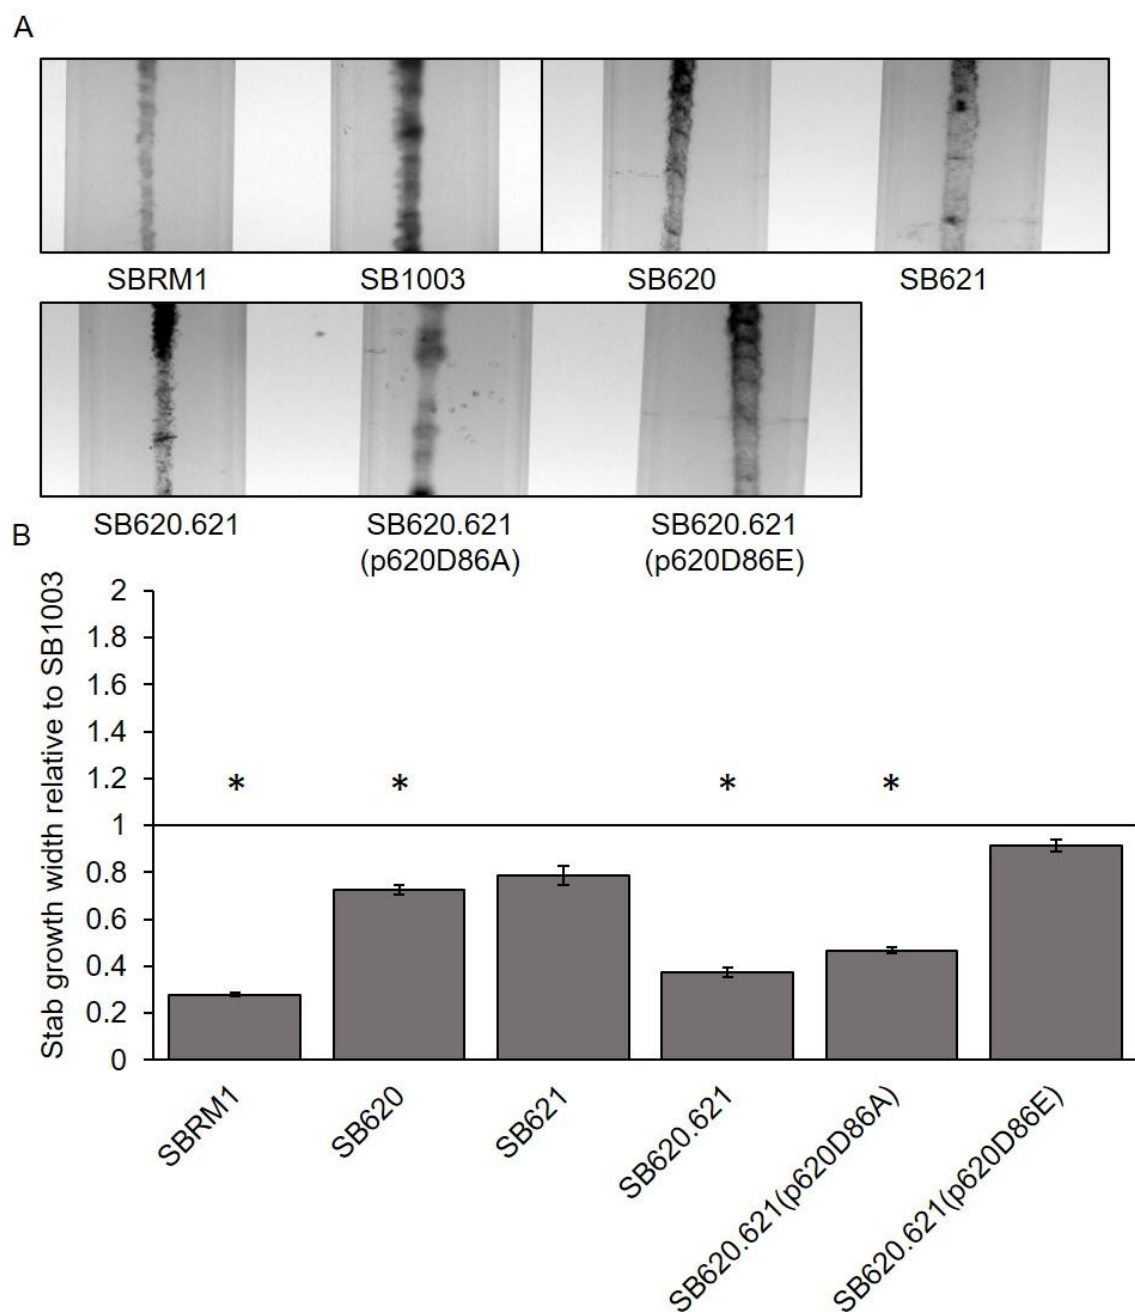 A
SBRM1 SB1003 SB620 SB621
SB620.621 SB620.621 SB620.621
(p620D86A) (p620D86E)
B
Stab growth width relative to SB1003
2
1.8
1.6
1.4
1.2
1
0.8
0.6
0.4
0.2
0
* * * *
SBRM1
SB620
SB621
SB620.621
SB620.621(p620D86A)
SB620.621(p620D86E)